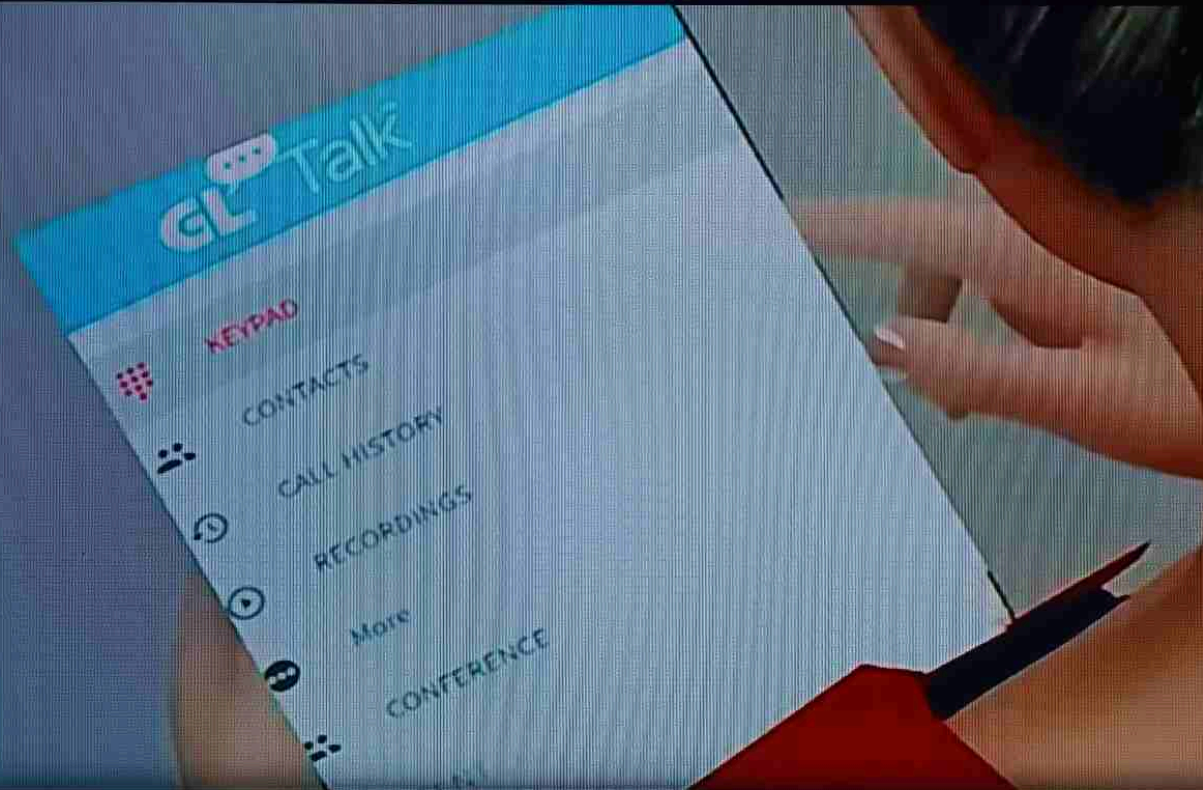 GL Talk
KEYPAD
CONTACTS
CALL HISTORY
RECORDINGS
More
CONFERENCE